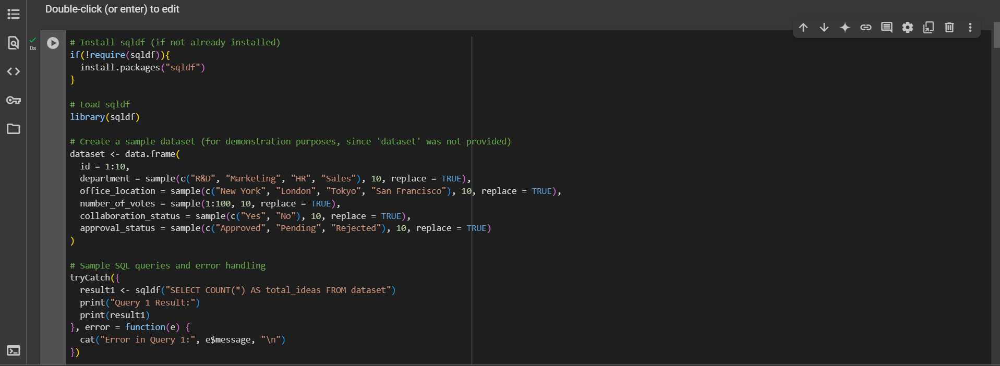 Double-click (or enter) to edit
0s
# Install sqldf (if not already installed)
if(!require(sqldf)){
  install.packages("sqldf")
}

# Load sqldf
library(sqldf)

# Create a sample dataset (for demonstration purposes, since 'dataset' was not provided)
dataset <- data.frame(
  id = 1:10,
  department = sample(c("R&D", "Marketing", "HR", "Sales"), 10, replace = TRUE),
  office_location = sample(c("New York", "London", "Tokyo", "San Francisco"), 10, replace = TRUE),
  number_of_votes = sample(1:100, 10, replace = TRUE),
  collaboration_status = sample(c("Yes", "No"), 10, replace = TRUE),
  approval_status = sample(c("Approved", "Pending", "Rejected"), 10, replace = TRUE)
)

# Sample SQL queries and error handling
tryCatch({
  result1 <- sqldf("SELECT COUNT(*) AS total_ideas FROM dataset")
  print("Query 1 Result:")
  print(result1)
}, error = function(e) {
  cat("Error in Query 1:", e$message, "\n")
})